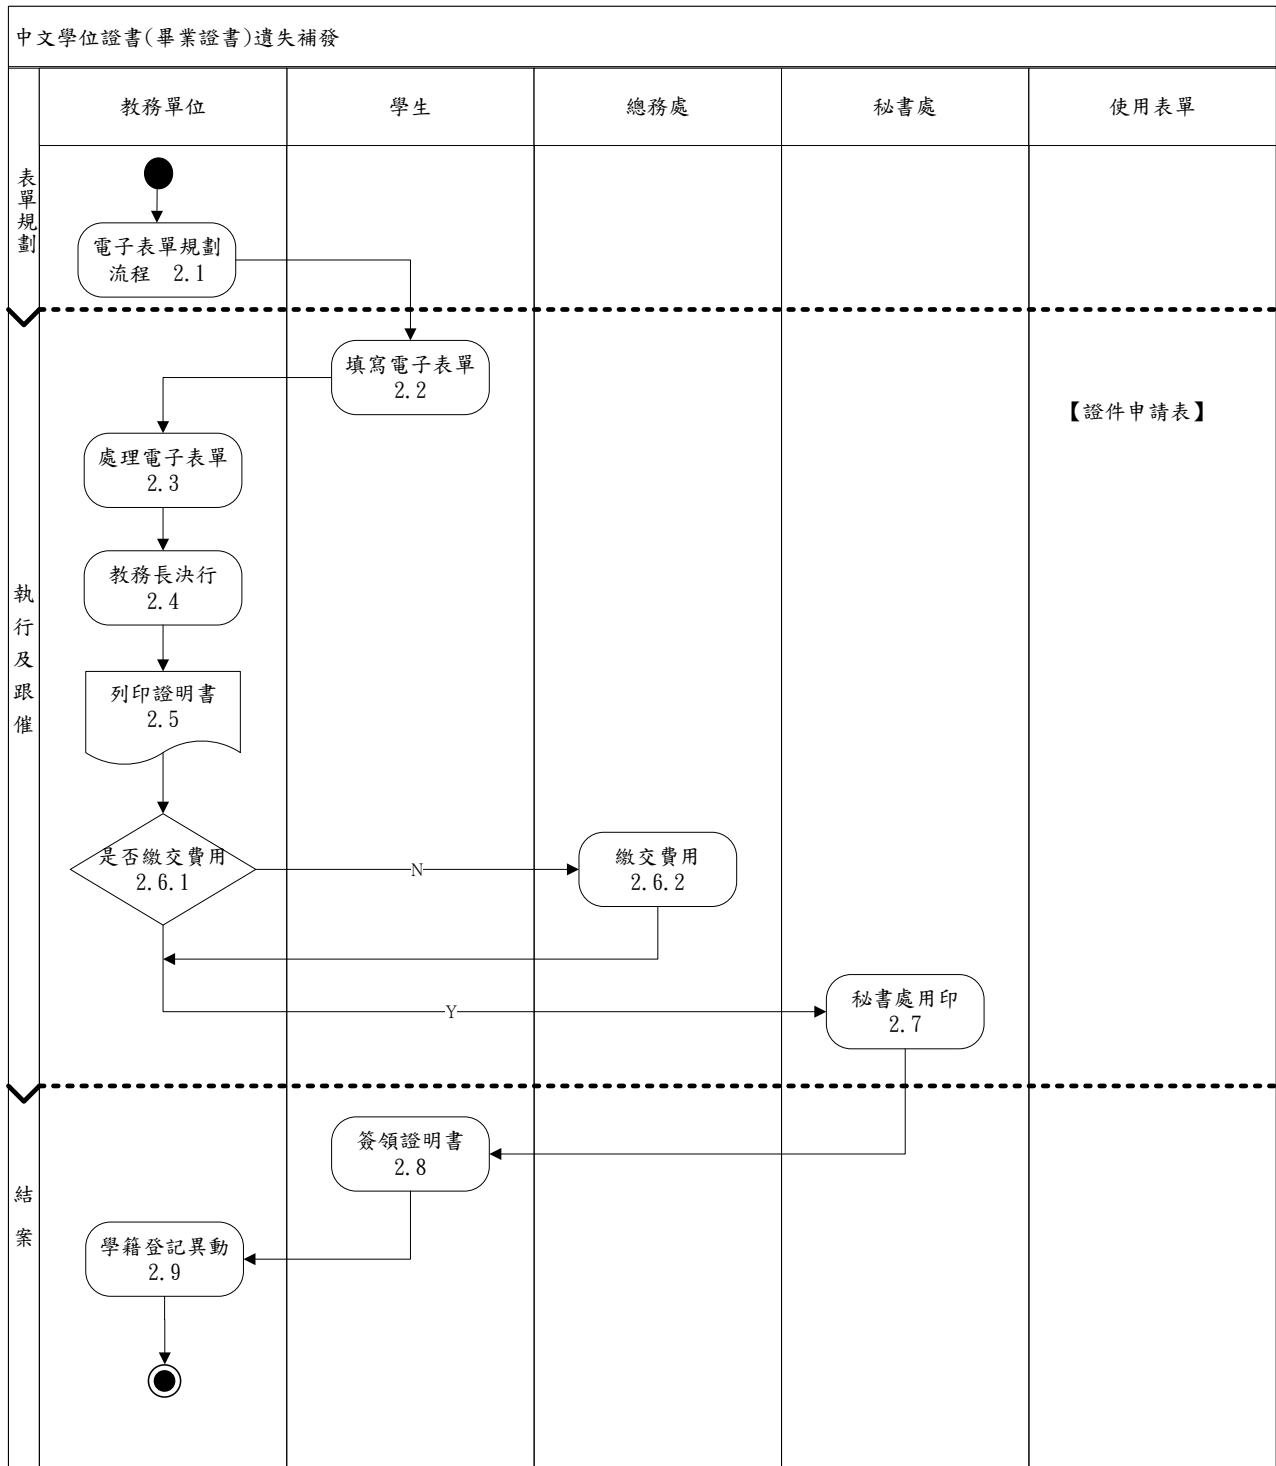 中文學位證書(畢業證書)遺失補發
教務單位
學生
總務處
秘書處
使用表單
表單規劃
電子表單規劃
流程 2.1
填寫電子表單
2.2
【證件申請表】
處理電子表單
2.3
執行及跟催
教務長決行
2.4
列印證明書
2.5
是否繳交費用
2.6.1
N
繳交費用
2.6.2
Y
秘書處用印
2.7
結案
簽領證明書
2.8
學籍登記異動
2.9